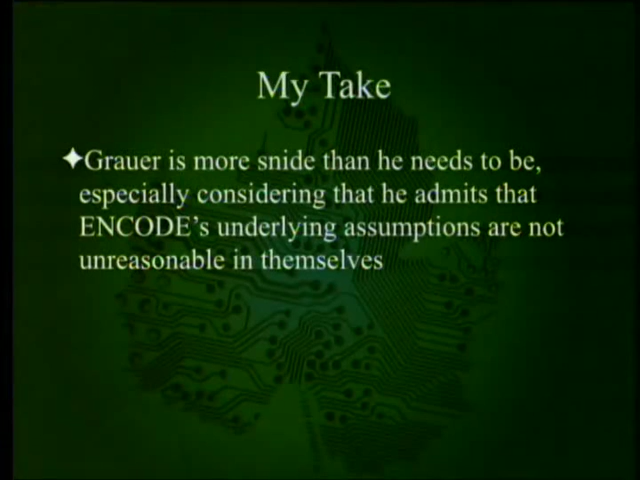 My Take
✦Grauer is more snide than he needs to be,
especially considering that he admits that
ENCODE’s underlying assumptions are not
unreasonable in themselves